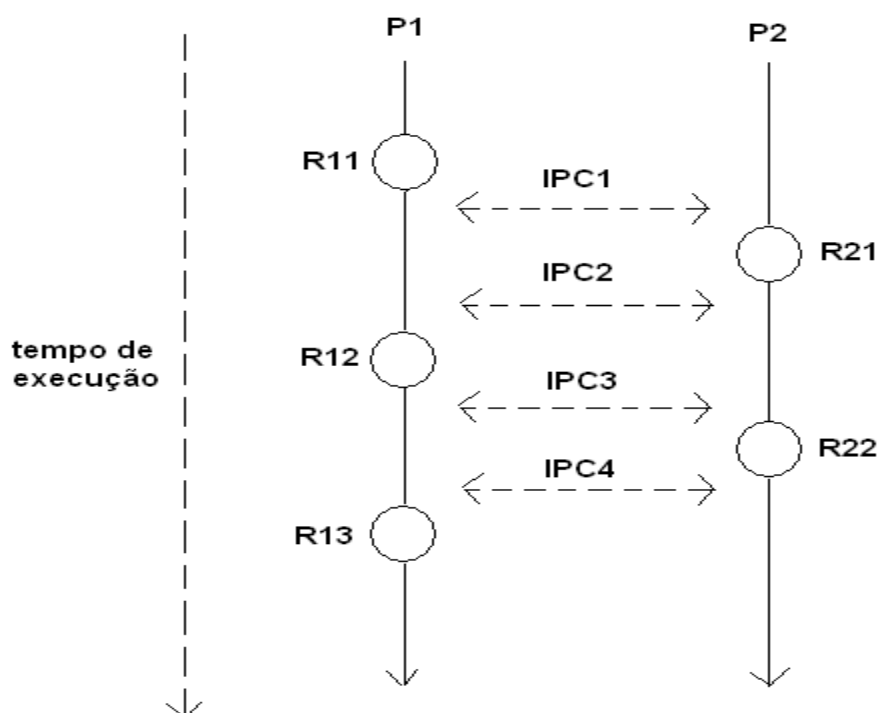 P1
P2
R11
IPC1
R21
IPC2
tempo de
execução
R12
IPC3
R22
IPC4
R13